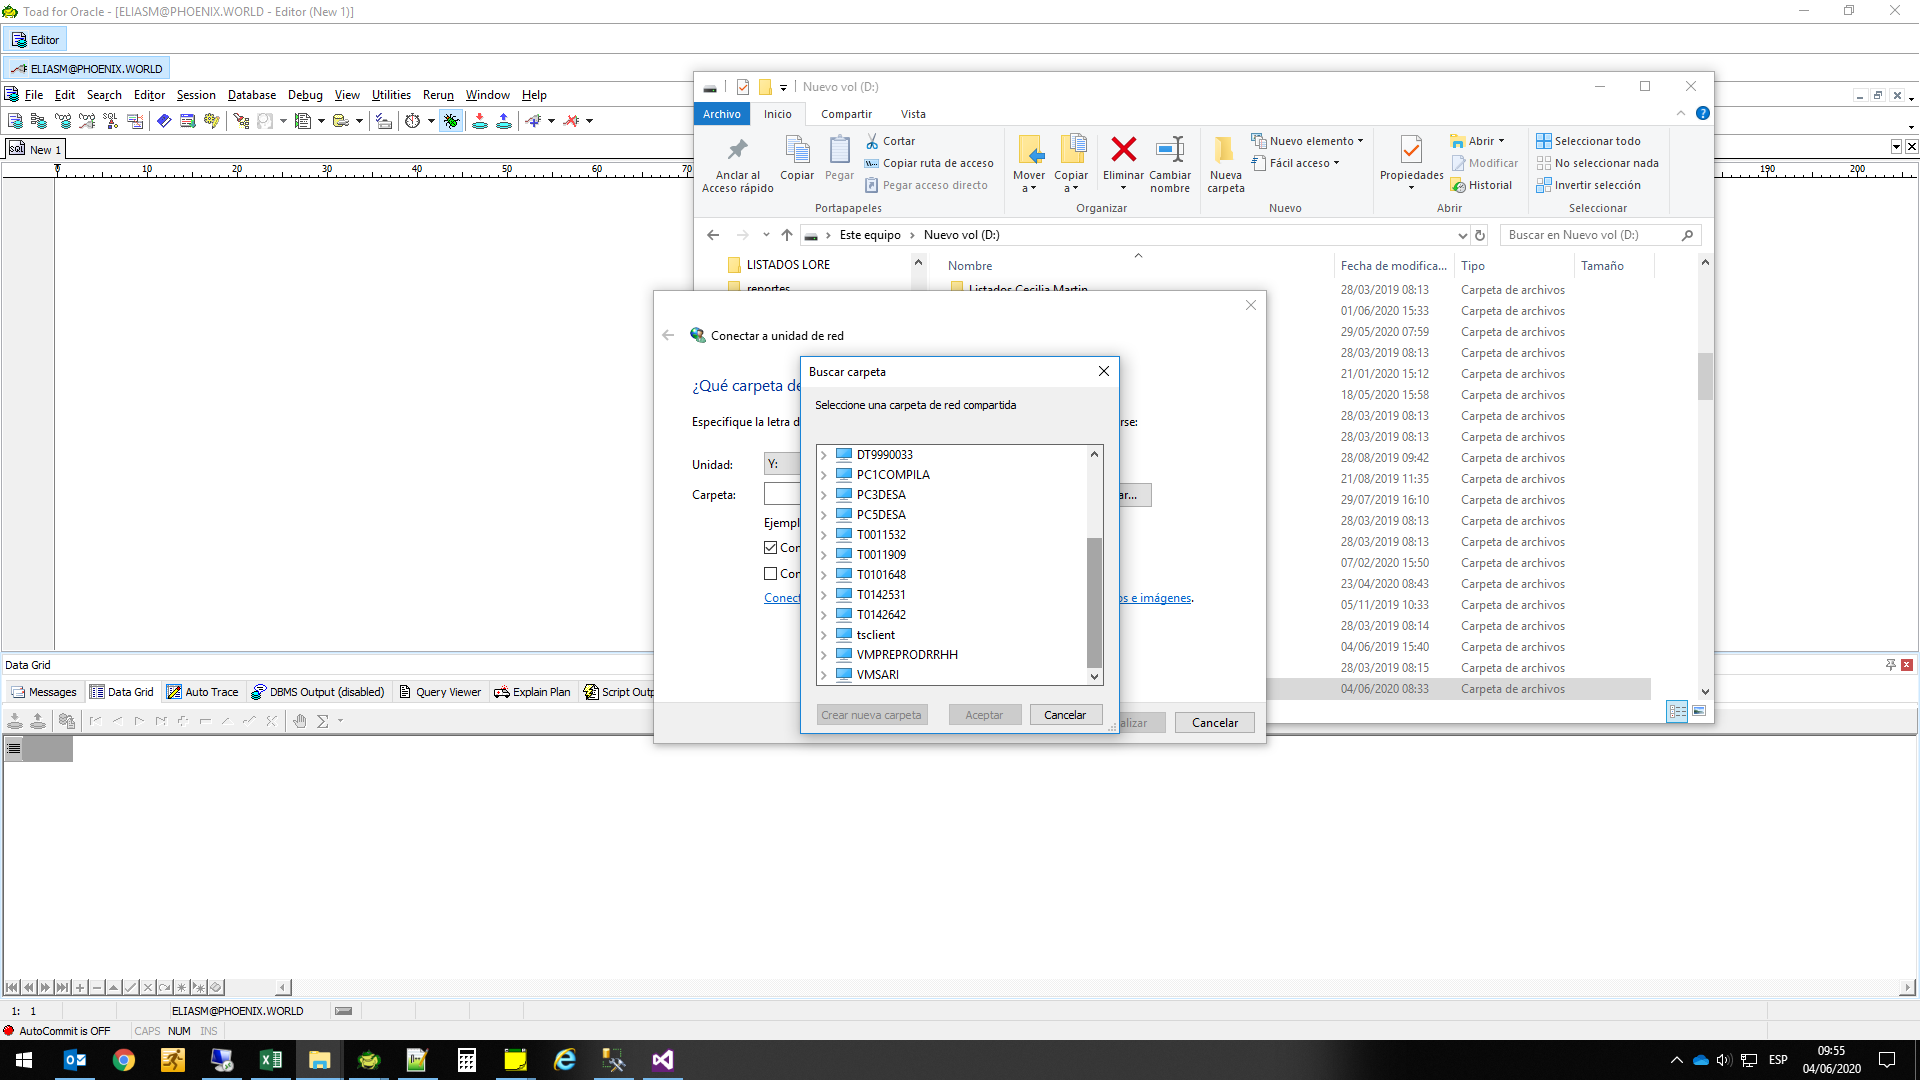 Toad for Oracle - [ELIASM@PHOENIX.WORLD - Editor (New 1)]
Editor
ELIASM@PHOENIX.WORLD
File Edit Search Editor Session Database Debug View Utilities Rerun Window Help
SQL New 1
0 10 20 30 40 50 60 70
190 200
Nuevo vol (D:)
Archivo Inicio Compartir Vista
Anclar al Acceso rápido
Copiar
Pegar
Cortar
Copiar ruta de acceso
Pegar acceso directo
Portapapeles
Mover a
Copiar a
Eliminar
Cambiar nombre
Organizar
Nueva carpeta
Nuevo elemento
Fácil acceso
Nuevo
Propiedades
Abrir
Modificar
Historial
Abrir
Seleccionar todo
No seleccionar nada
Invertir selección
Seleccionar
Este equipo > Nuevo vol (D:)
Buscar en Nuevo vol (D:)
LISTADOS LORE
reportes
Nombre Fecha de modifica... Tipo Tamaño
Listados Cecilia Martin 28/03/2019 08:13 Carpeta de archivos
01/06/2020 15:33 Carpeta de archivos
29/05/2020 07:59 Carpeta de archivos
28/03/2019 08:13 Carpeta de archivos
21/01/2020 15:12 Carpeta de archivos
18/05/2020 15:58 Carpeta de archivos
28/03/2019 08:13 Carpeta de archivos
28/03/2019 08:13 Carpeta de archivos
28/08/2019 09:42 Carpeta de archivos
21/08/2019 11:35 Carpeta de archivos
29/07/2019 16:10 Carpeta de archivos
28/03/2019 08:13 Carpeta de archivos
28/03/2019 08:13 Carpeta de archivos
07/02/2020 15:50 Carpeta de archivos
23/04/2020 08:43 Carpeta de archivos
05/11/2019 10:33 Carpeta de archivos
28/03/2019 08:14 Carpeta de archivos
04/06/2019 15:40 Carpeta de archivos
28/03/2019 08:15 Carpeta de archivos
04/06/2020 08:33 Carpeta de archivos
Conectar a unidad de red
¿Qué carpeta de
Especifique la letra d rse:
Unidad: Y:
Carpeta: ar...
Ejempl
Con
Con
Conect os e imágenes.
alizar Cancelar
Buscar carpeta
Seleccione una carpeta de red compartida
DT9990033
PC1COMPILA
PC3DESA
PC5DESA
T0011532
T0011909
T0101648
T0142531
T0142642
tsclient
VMPREPRODRRHH
VMSARI
Crear nueva carpeta Aceptar Cancelar
Data Grid
Messages Data Grid Auto Trace DBMS Output (disabled) Query Viewer Explain Plan Script Outp
1: 1 ELIASM@PHOENIX.WORLD
AutoCommit is OFF CAPS NUM INS
ESP
09:55
04/06/2020